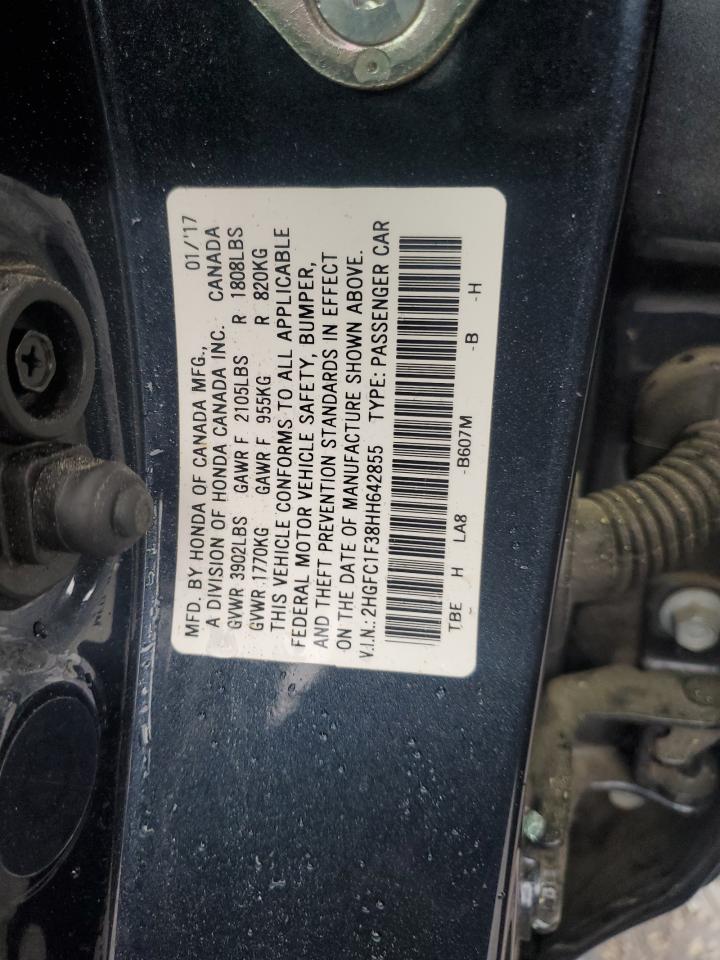 MFD. BY HONDA OF CANADA MFG., 01/'17
A DIVISION OF HONDA CANADA INC. CANADA
GVWR 3902LBS GAWR F 2105LBS R 1808LBS
GVWR 1770KG GAWR F 955KG R 820KG
THIS VEHICLE CONFORMS TO ALL APPLICABLE
FEDERAL MOTOR VEHICLE SAFETY, BUMPER,
AND THEFT PREVENTION STANDARDS IN EFFECT
ON THE DATE OF MANUFACTURE SHOWN ABOVE.
V.I.N.: 2HGFC1F38HH642855 TYPE: PASSENGER CAR
TBE H LA8 -B607M -B -H